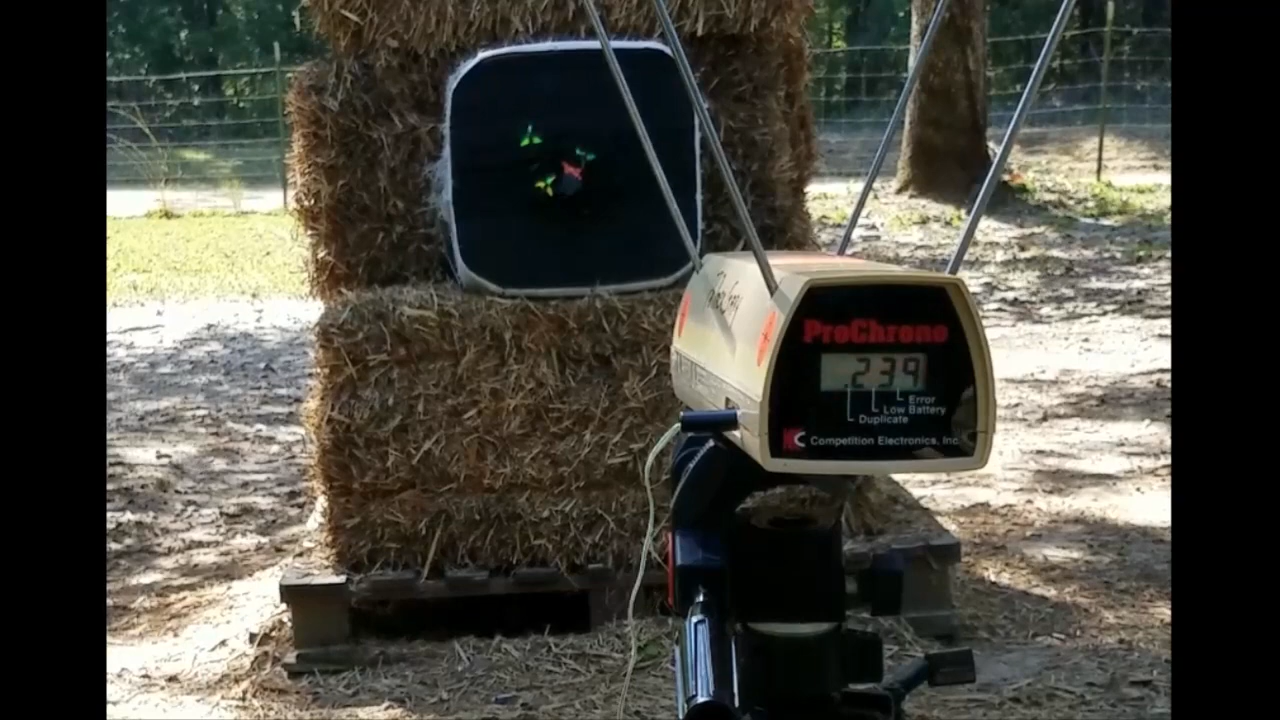 ProChrono
239
Error
Low Battery
Duplicate
Competition Electronics, Inc.